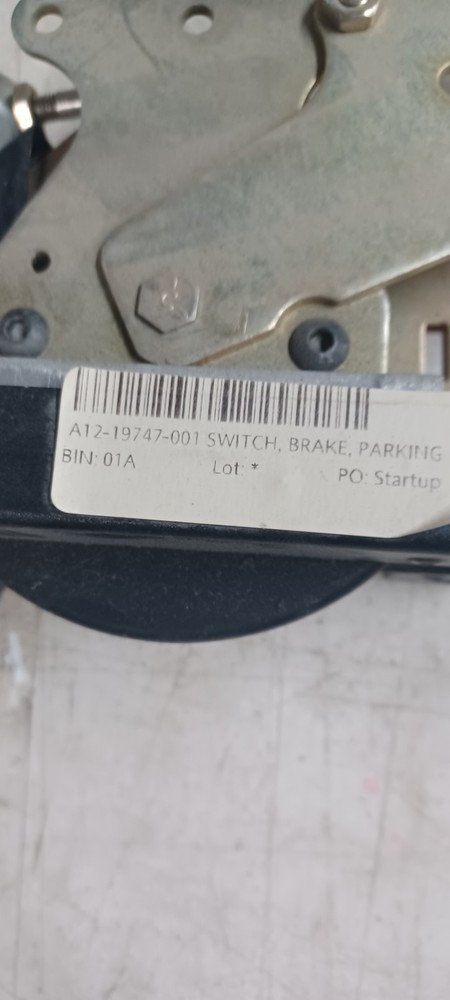 A12-19747-001 SWITCH, BRAKE, PARKING
BIN: 01A Lot: * PO: Startup